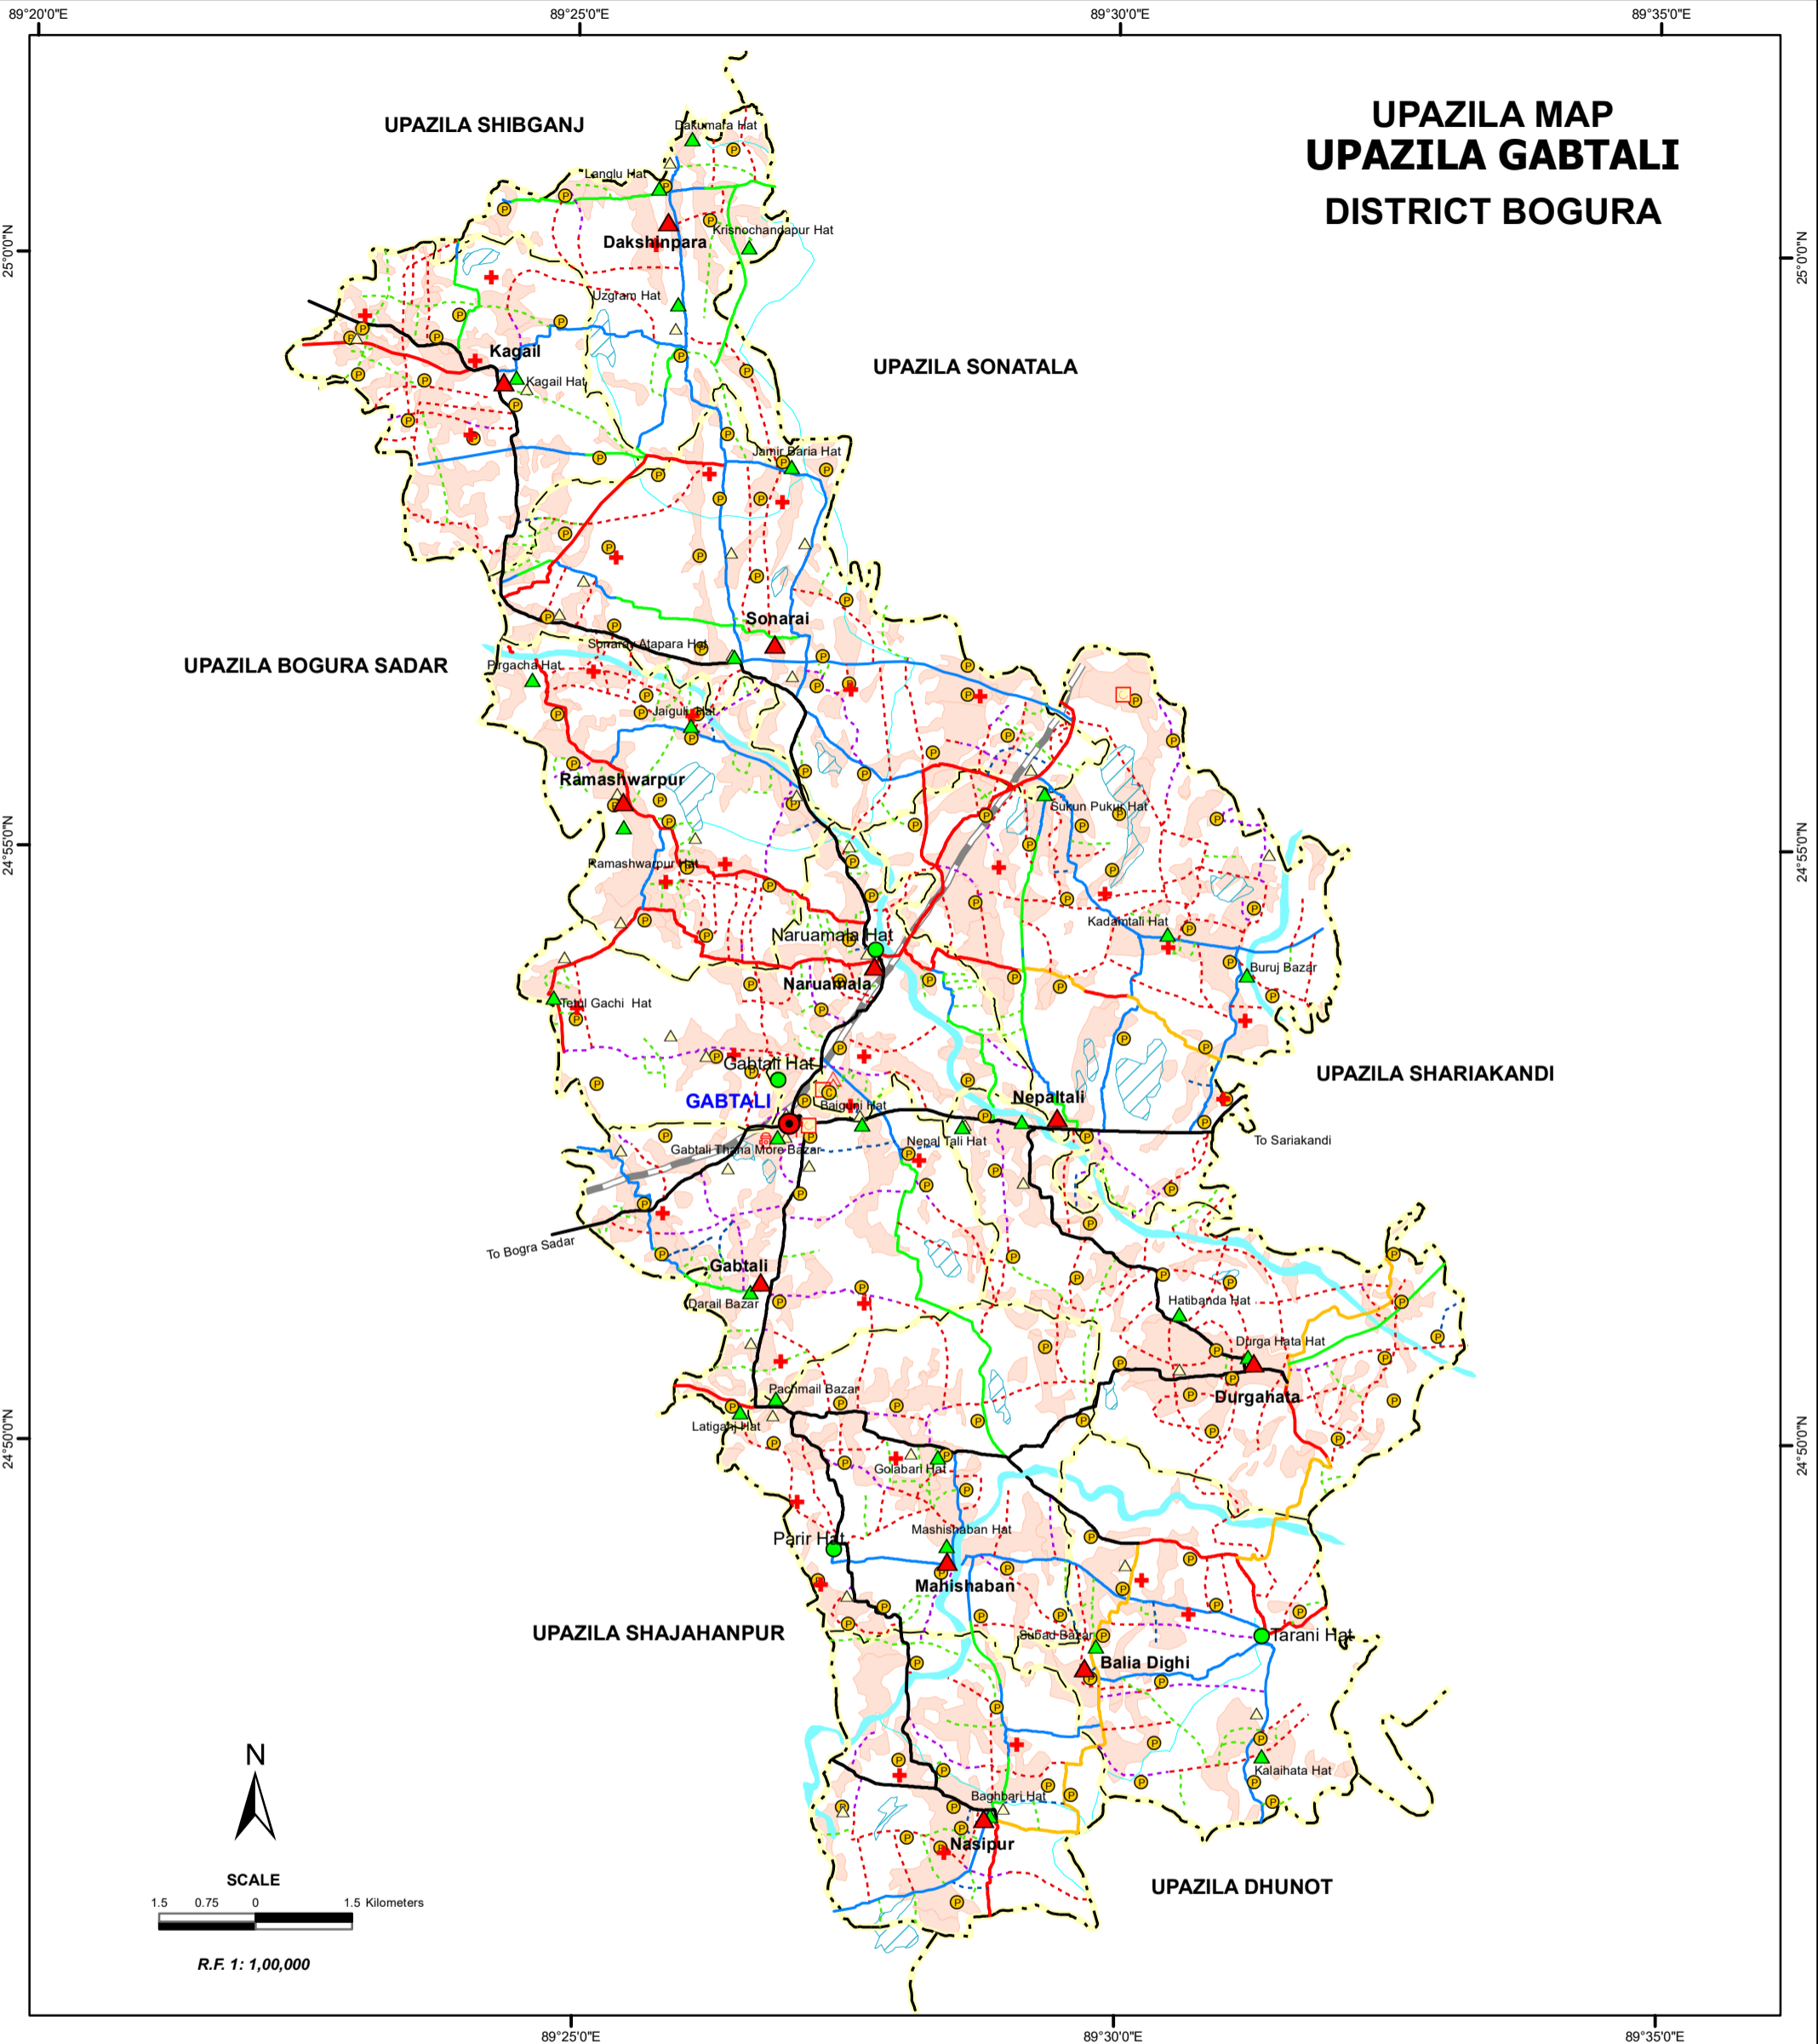 89°20'0"E
89°25'0"E
89°30'0"E
89°35'0"E
UPAZILA MAP
UPAZILA GABTALI
DISTRICT BOGURA
UPAZILA SHIBGANJ
Dakumara Hat
Langlu Hat
Krisnochandapur Hat
Dakshinpara
25°0'0"N
25°0'0"N
Uzgram Hat
Kagail
Kagail Hat
UPAZILA SONATALA
Jamir Baria Hat
Sonarai
Sonaray Atapara Hat
UPAZILA BOGURA SADAR
Pirgacha Hat
Jaiguli Hat
Ramashwarpur
Sukun Pukur Hat
24°55'0"N
24°55'0"N
Ramashwarpur Hat
Kadamtali Hat
Naruamala Hat
Buruj Bazar
Naruamala
Tetul Gachi Hat
Gabtali Hat
UPAZILA SHARIAKANDI
GABTALI
Baiguni Hat
Nepaltali
Nepal Tali Hat
To Sariakandi
Gabtali Thana More Bazar
To Bogra Sadar
Gabtali
Darail Bazar
Hatibanda Hat
Durga Hata Hat
Pachmail Bazar
Durgahata
Latiganj Hat
24°50'0"N
24°50'0"N
Golabari Hat
Mashishaban Hat
Parir Hat
Mahishaban
UPAZILA SHAJAHANPUR
Subad Bazar
Tarani Hat
Balia Dighi
N
Kalaihata Hat
Baghbari Hat
Nasipur
SCALE
1.5 0.75 0 1.5 Kilometers
UPAZILA DHUNOT
R.F. 1: 1,00,000
89°25'0"E
89°30'0"E
89°35'0"E